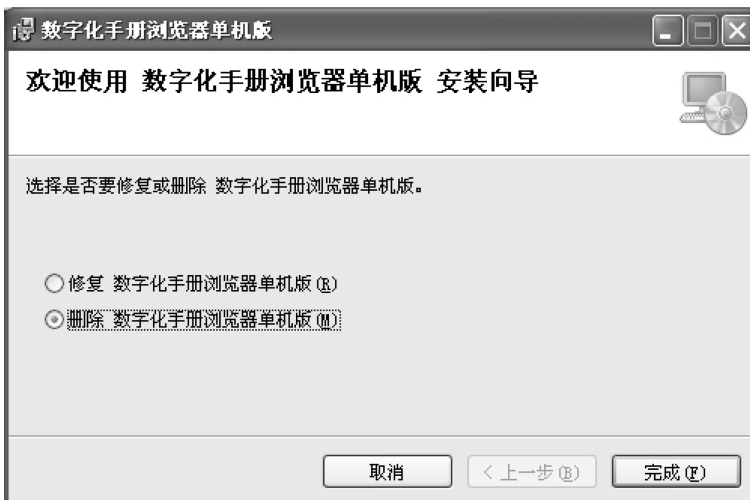 数字化手册浏览器单机版
欢迎使用 数字化手册浏览器单机版 安装向导
选择是否要修复或删除 数字化手册浏览器单机版。
修复 数字化手册浏览器单机版(R)
删除 数字化手册浏览器单机版(M)
取消
< 上一步(B)
完成(F)